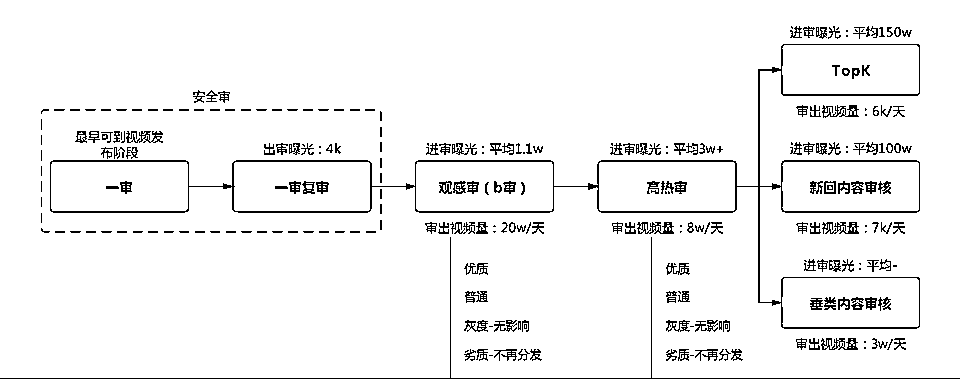 安全审
最早可到视频发
布阶段
一审
出审曝光：4k
一审复审
进审曝光：平均1.1w
观感审（b审）
审出视频量：20w/天
优质
普通
灰度-无影响
劣质-不再分发
进审曝光：平均3w+
高热审
审出视频量：8w/天
优质
普通
灰度-无影响
劣质-不再分发
进审曝光：平均150w
TopK
审出视频量：6k/天
进审曝光：平均100w
新回内容审核
审出视频量：7k/天
进审曝光：平均-
垂类内容审核
审出视频量：3w/天